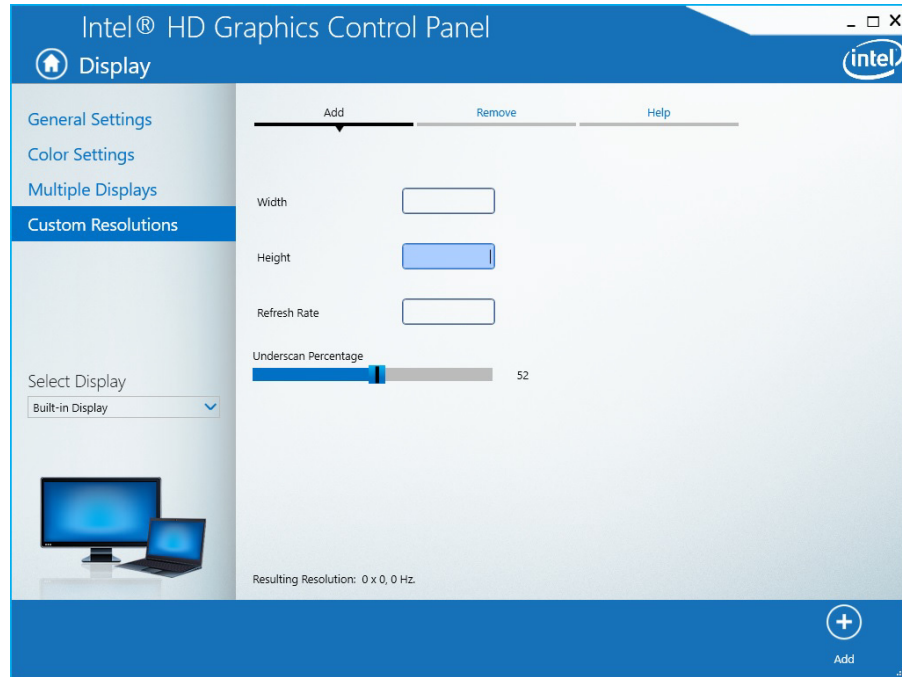 Intel® HD Graphics Control Panel
Display
intel
General Settings
Color Settings
Multiple Displays
Custom Resolutions
Select Display
Built-in Display
Add
Remove
Help
Width
Height
Refresh Rate
Underscan Percentage
52
Resulting Resolution: 0 x 0, 0 Hz.
Add